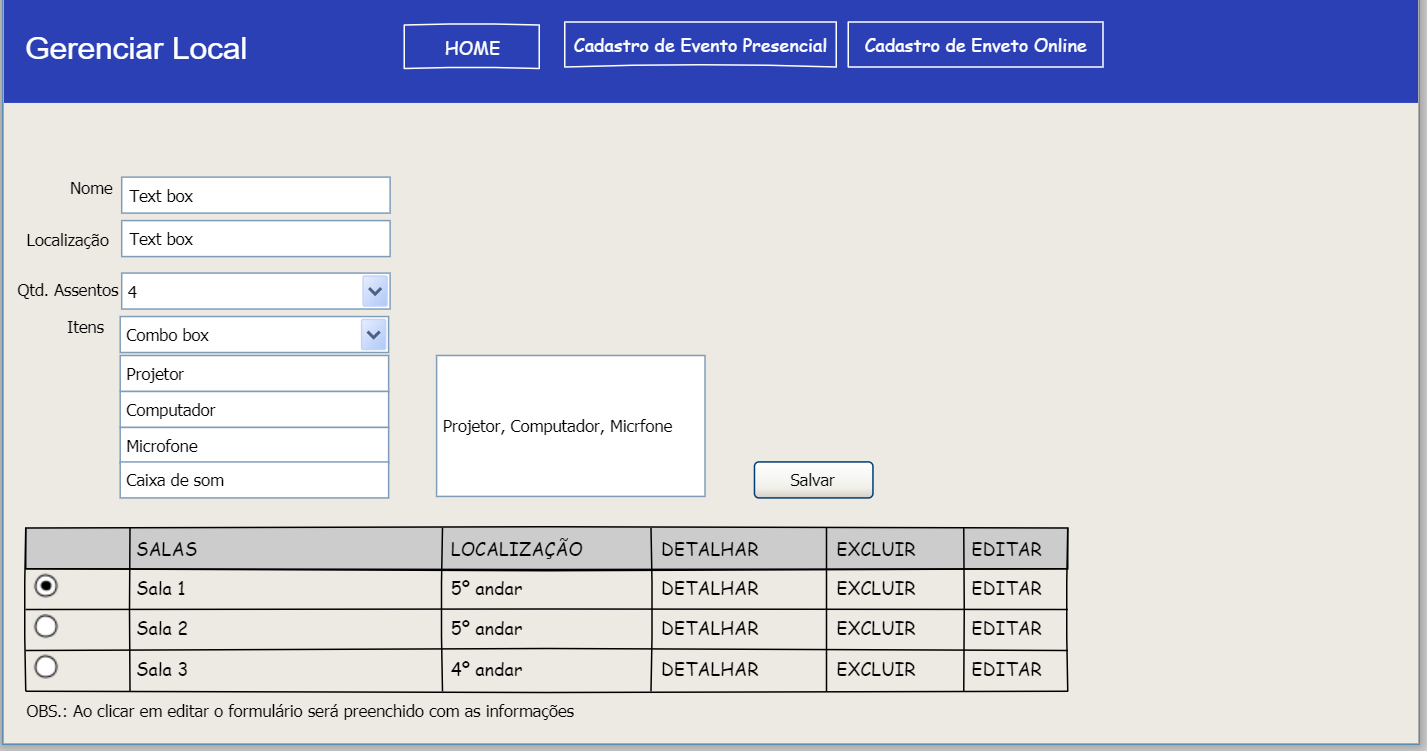 Gerenciar Local
HOME
Cadastro de Evento Presencial
Cadastro de Enveto Online
Nome
Text box
Localização
Text box
Qtd. Assentos
4
Itens
Combo box
Projetor
Computador
Microfone
Caixa de som
Projetor, Computador, Micrfone
Salvar
SALAS LOCALIZAÇÃO DETALHAR EXCLUIR EDITAR
Sala 1 5º andar DETALHAR EXCLUIR EDITAR
Sala 2 5º andar DETALHAR EXCLUIR EDITAR
Sala 3 4º andar DETALHAR EXCLUIR EDITAR
OBS.: Ao clicar em editar o formulário será preenchido com as informações